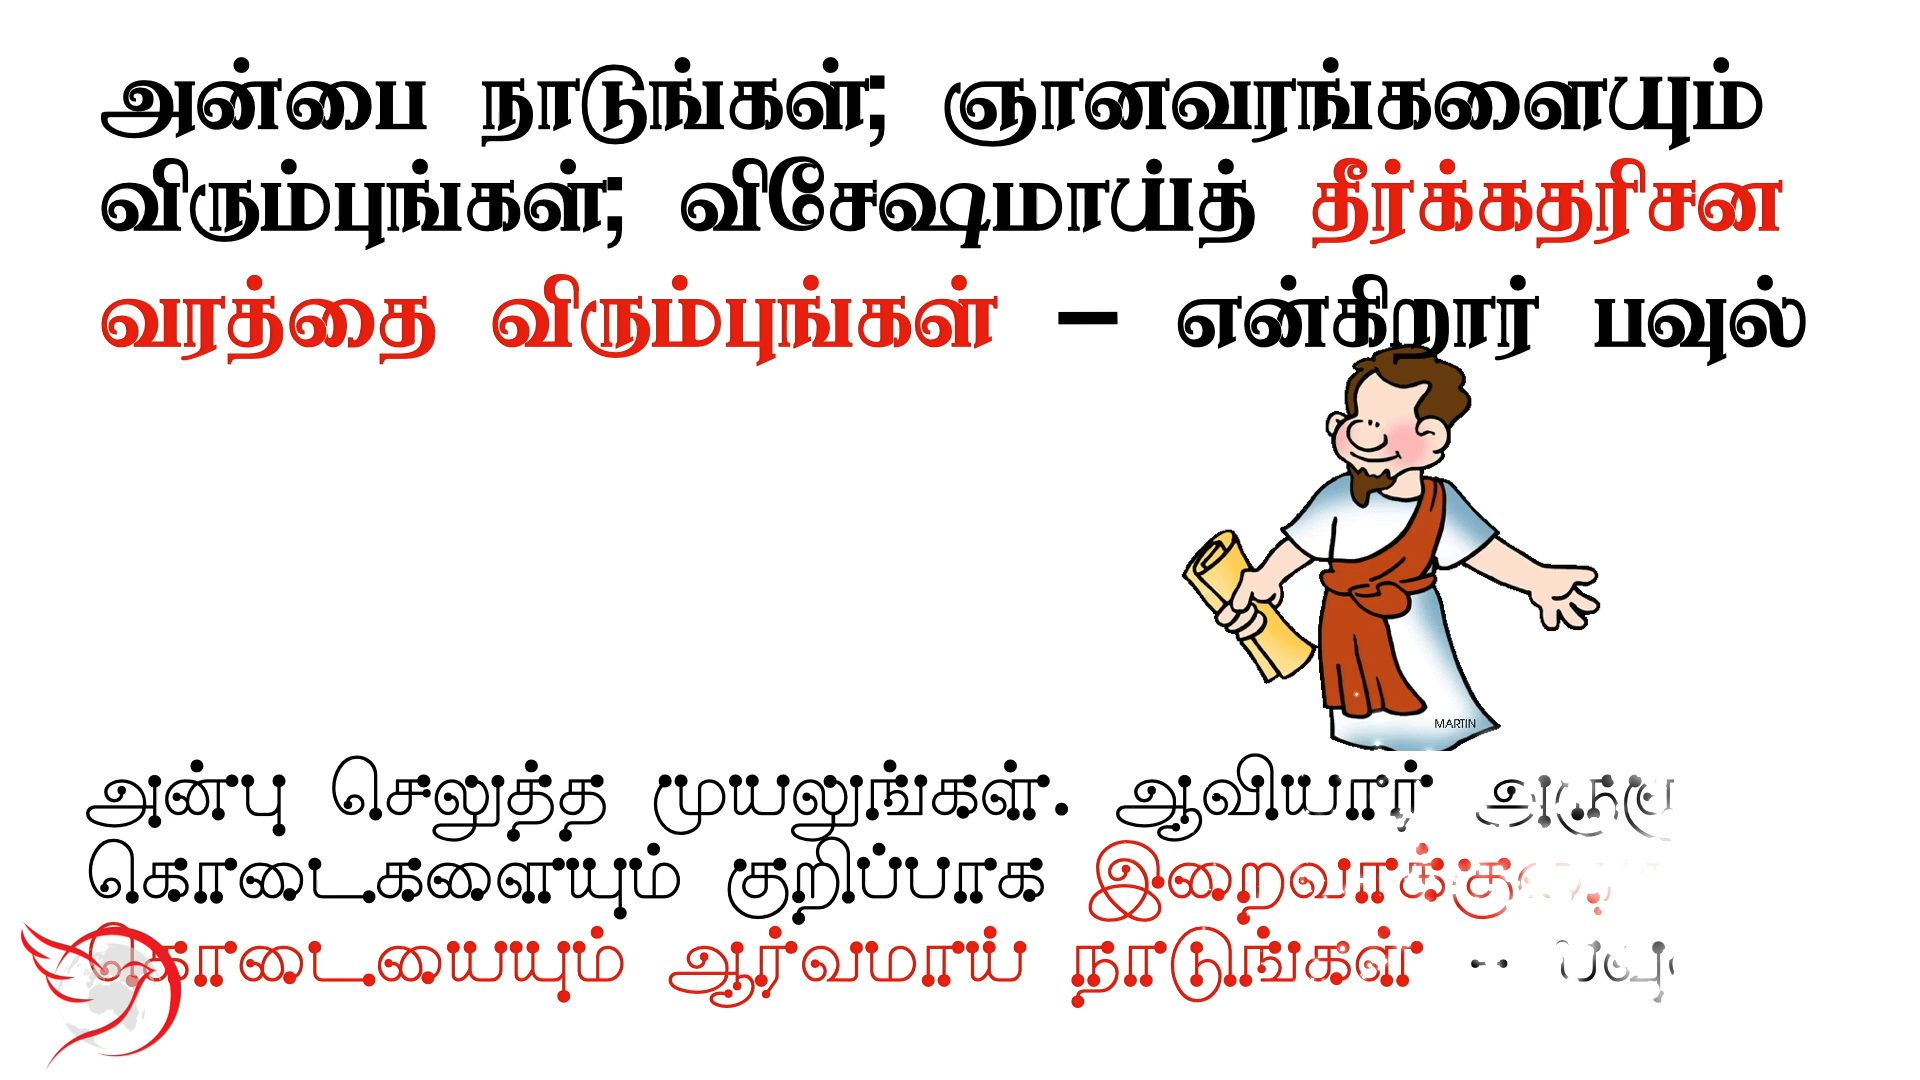 அன்பை நாடுங்கள்; ஞானவரங்களையும்
விரும்புங்கள்; விசேஷமாய்த் தீர்க்கதரிசன
வரத்தை விரும்புங்கள் – என்கிறார் பவுல்
MARTIN
அன்பு செலுத்த முயலுங்கள். ஆவியார்
கொடைகளையும் குறிப்பாக
கொடையையும் ஆர்வமாய் நாடுங்கள் --